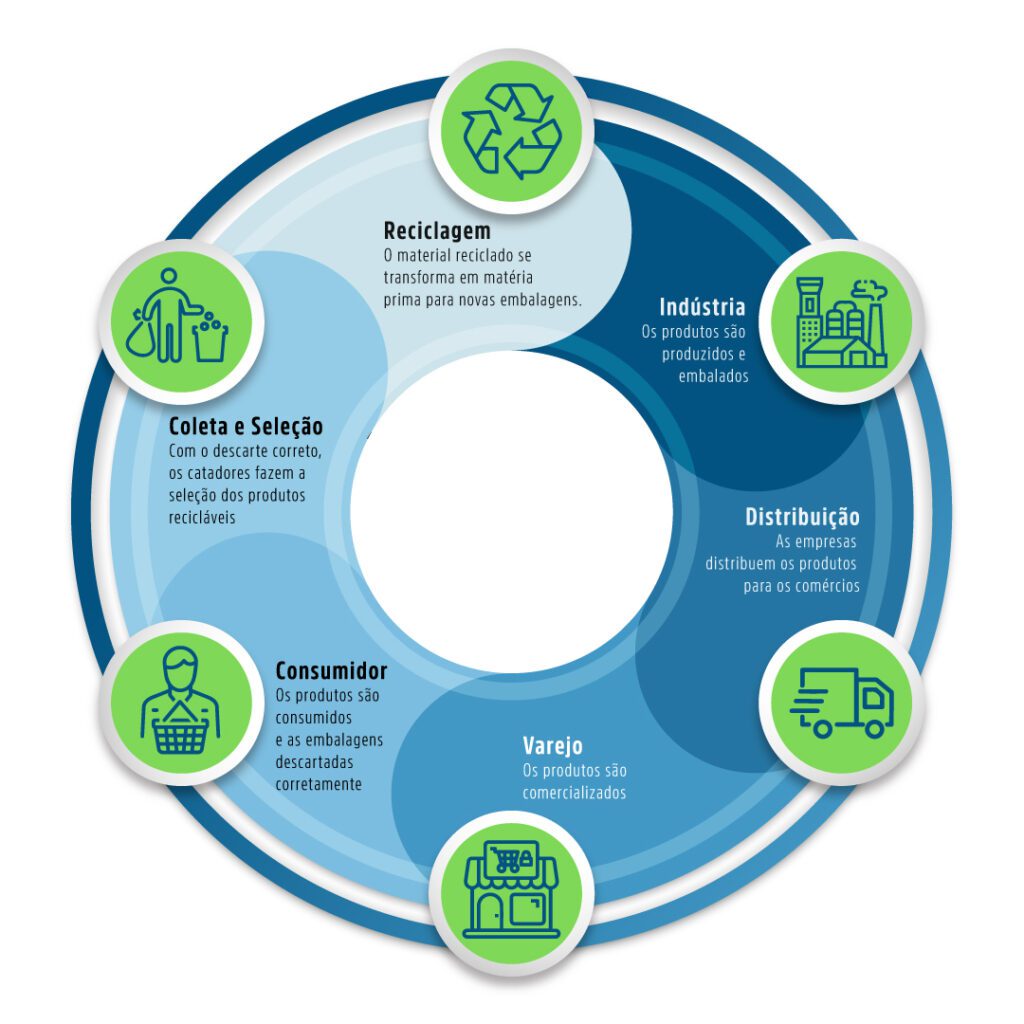 Reciclagem
O material reciclado se
transforma em matéria
prima para novas embalagens.
Indústria
Os produtos são
produzidos e
embalados
Distribuição
As empresas
distribuem os produtos
para os comércios
Varejo
Os produtos são
comercializados
Consumidor
Os produtos são
consumidos
e as embalagens
descartadas
corretamente
Coleta e Seleção
Com o descarte correto,
os catadores fazem a
seleção dos produtos
recicláveis